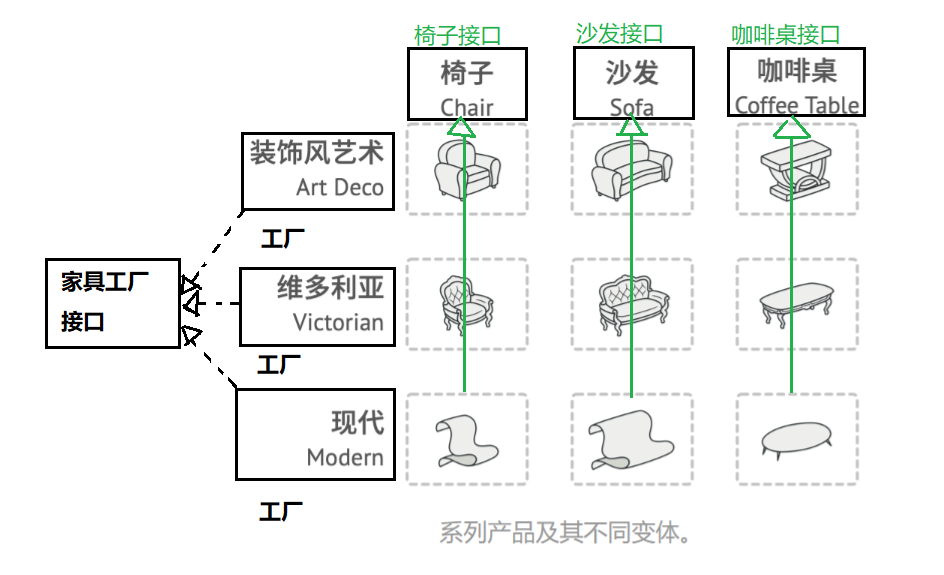 椅子接口
沙发接口
咖啡桌接口
椅子
Chair
沙发
Sofa
咖啡桌
Coffee Table
装饰风艺术
Art Deco
工厂
家具工厂
接口
维多利亚
Victorian
工厂
现代
Modern
工厂
系列产品及其不同变体。